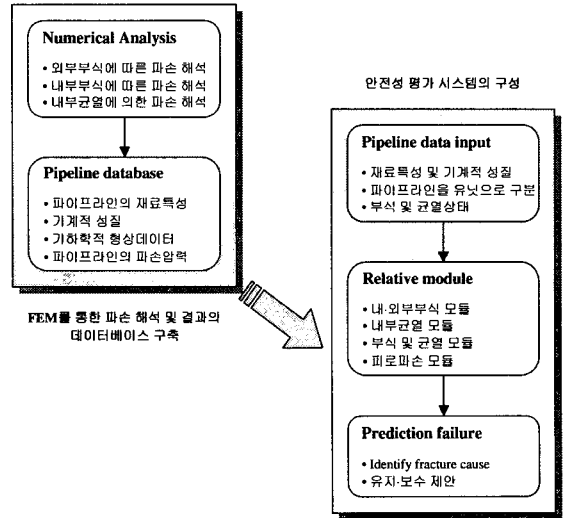 Numerical Analysis
• 외부부식에 따른 파손 해석
• 내부부식에 따른 파손 해석
• 내부균열에 의한 파손 해석
Pipeline database
• 파이프라인의 재료특성
• 기계적 성질
• 기하학적 형상데이터
• 파이프라인의 파손압력
FEM를 통한 파손 해석 및 결과의
데이터베이스 구축
안전성 평가 시스템의 구성
Pipeline data input
• 재료특성 및 기계적 성질
• 파이프라인을 유닛으로 구분
• 부식 및 균열상태
Relative module
• 내·외부부식 모듈
• 내부균열 모듈
• 부식 및 균열 모듈
• 피로파손 모듈
Prediction failure
• Identify fracture cause
• 유지·보수 제안